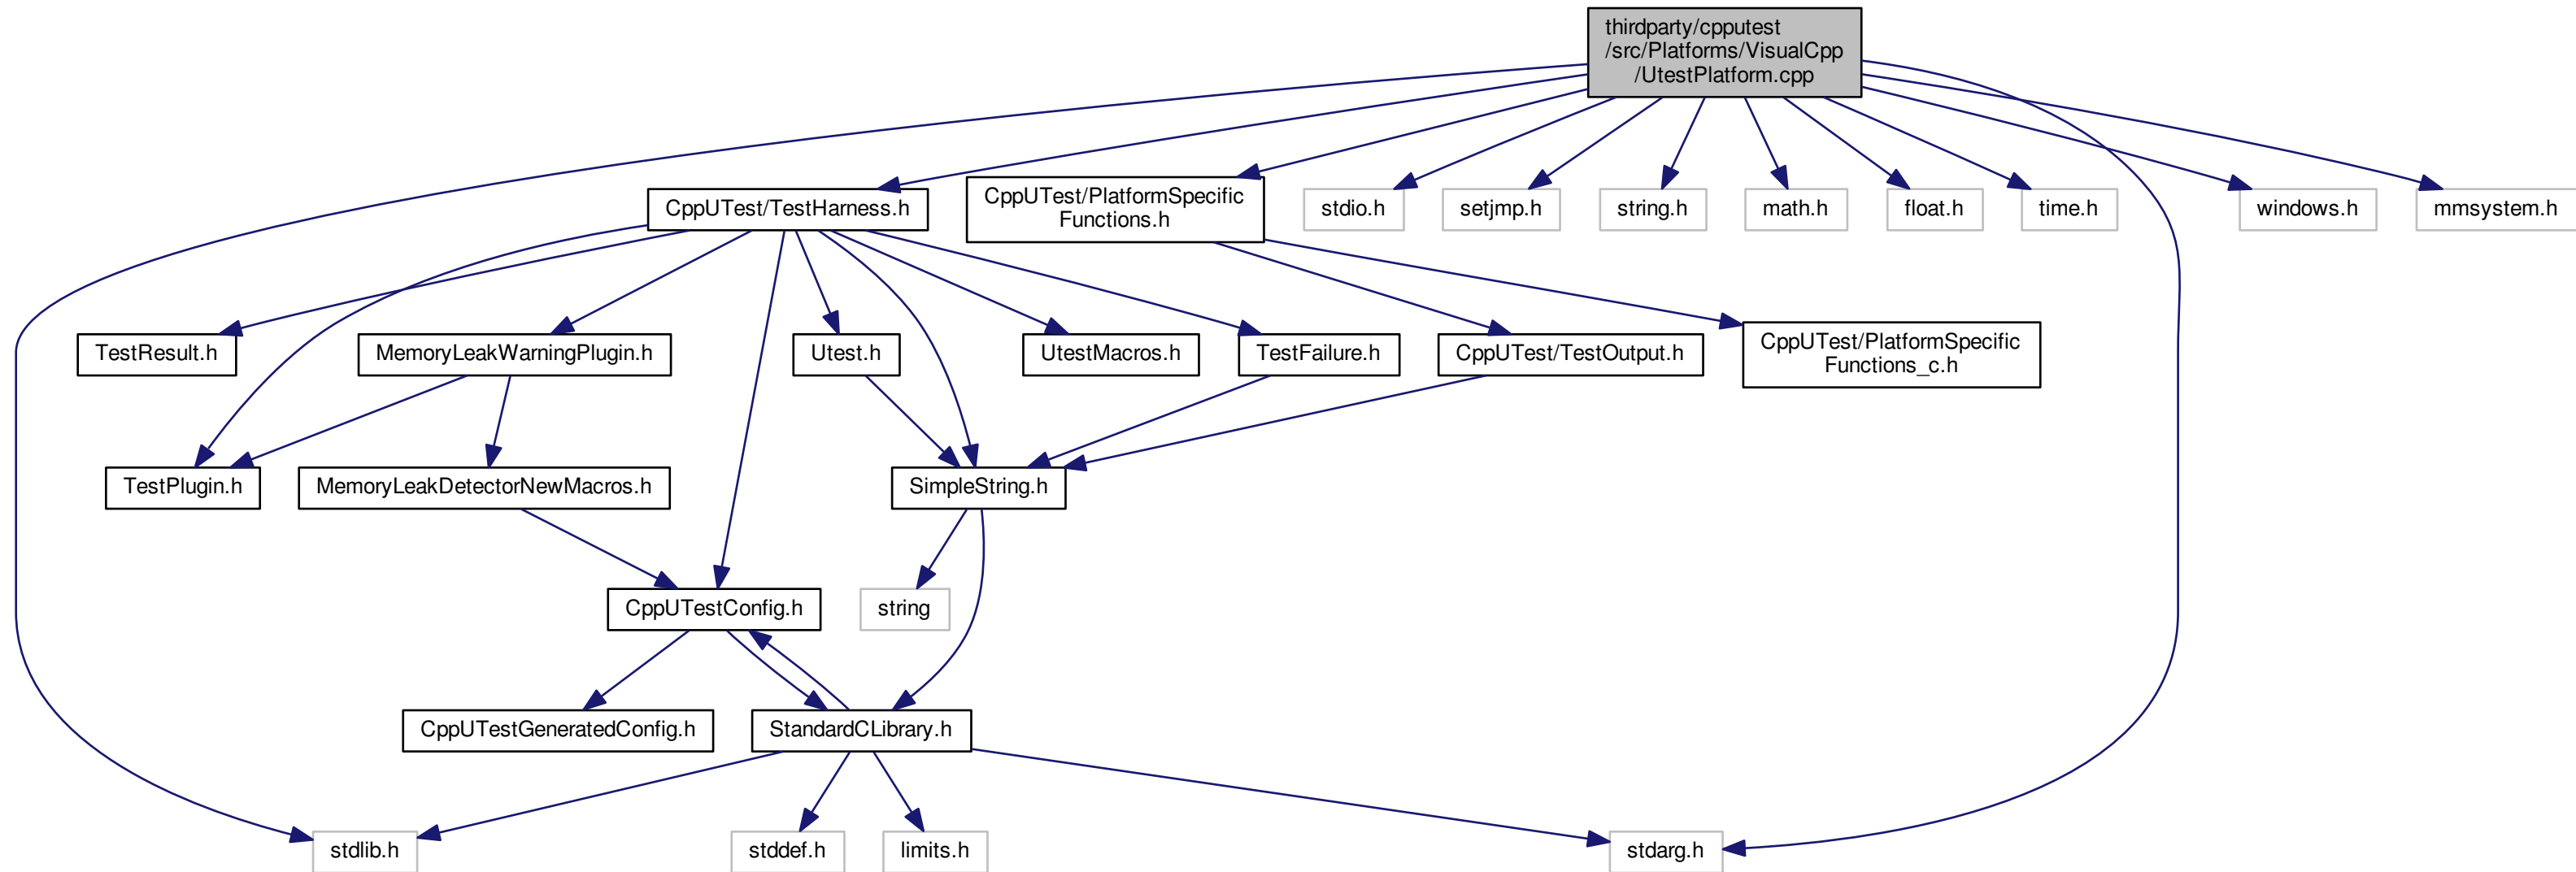 thirdparty/cpputest
/src/Platforms/VisualCpp
/UtestPlatform.cpp
CppUTest/TestHarness.h
CppUTest/PlatformSpecific
Functions.h
stdio.h
setjmp.h
string.h
math.h
float.h
time.h
windows.h
mmsystem.h
TestResult.h
MemoryLeakWarningPlugin.h
Utest.h
UtestMacros.h
TestFailure.h
CppUTest/TestOutput.h
CppUTest/PlatformSpecific
Functions_c.h
TestPlugin.h
MemoryLeakDetectorNewMacros.h
SimpleString.h
CppUTestConfig.h
string
CppUTestGeneratedConfig.h
StandardCLibrary.h
stdlib.h
stddef.h
limits.h
stdarg.h